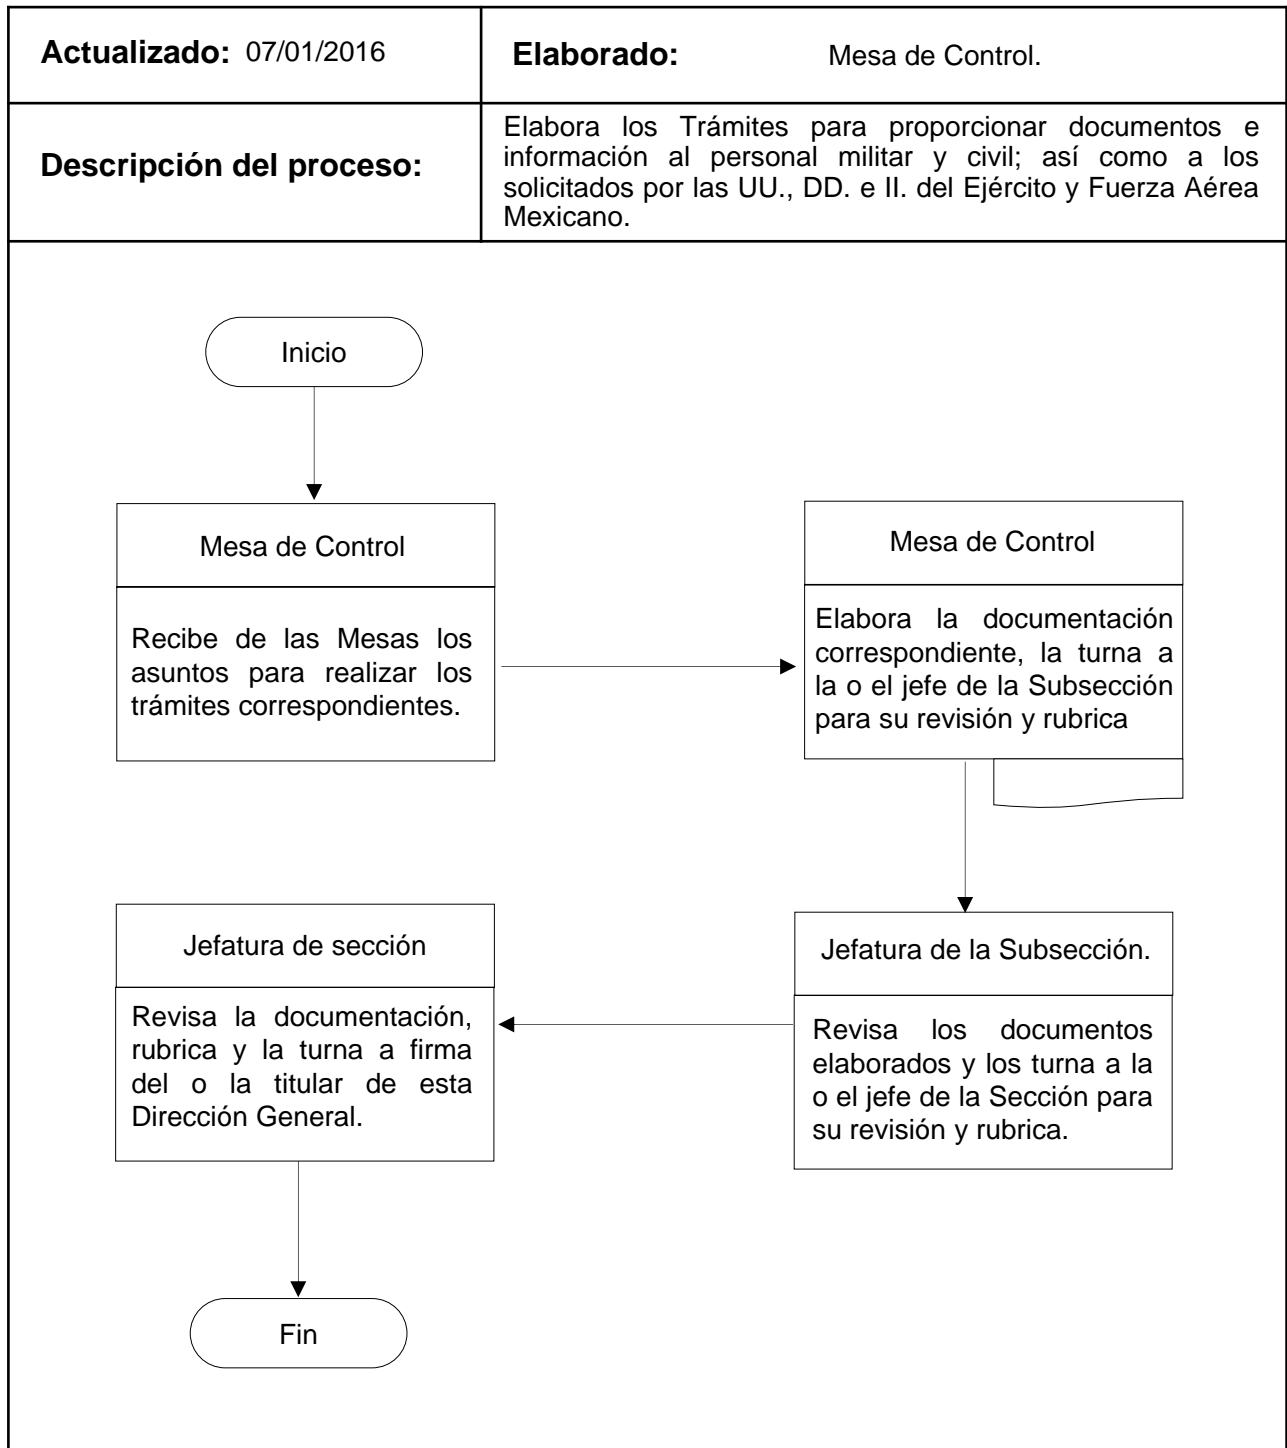 Actualizado: 07/01/2016
Elaborado: Mesa de Control.
Descripción del proceso:
Elabora los Trámites para proporcionar documentos e
información al personal militar y civil; así como a los
solicitados por las UU., DD. e II. del Ejército y Fuerza Aérea
Mexicano.
Inicio
Mesa de Control
Recibe de las Mesas los
asuntos para realizar los
trámites correspondientes.
Mesa de Control
Elabora la documentación
correspondiente, la turna a
la o el jefe de la Subsección
para su revisión y rubrica
Jefatura de la Subsección.
Revisa los documentos
elaborados y los turna a la
o el jefe de la Sección para
su revisión y rubrica.
Jefatura de sección
Revisa la documentación,
rubrica y la turna a firma
del o la titular de esta
Dirección General.
Fin